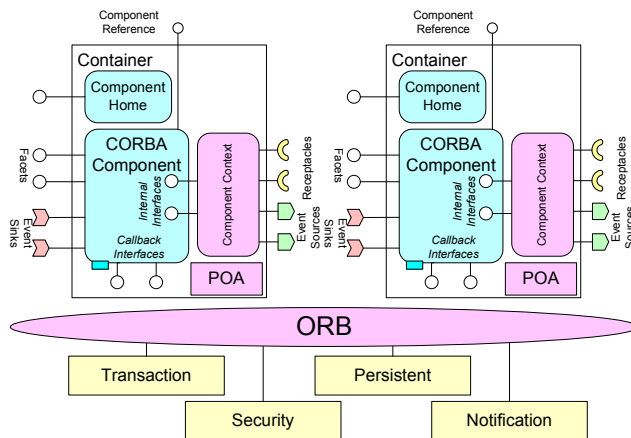 Component
Reference
Container
Component
Home
CORBA
Component
Facets
Event
Sinks
Internal
Interfaces
Callback
Interfaces
Component Context
Receptacles
Event
Sources
POA
Component
Reference
Container
Component
Home
CORBA
Component
Facets
Event
Sinks
Internal
Interfaces
Callback
Interfaces
Component Context
Receptacles
Event
Sources
POA
ORB
Transaction
Persistent
Security
Notification